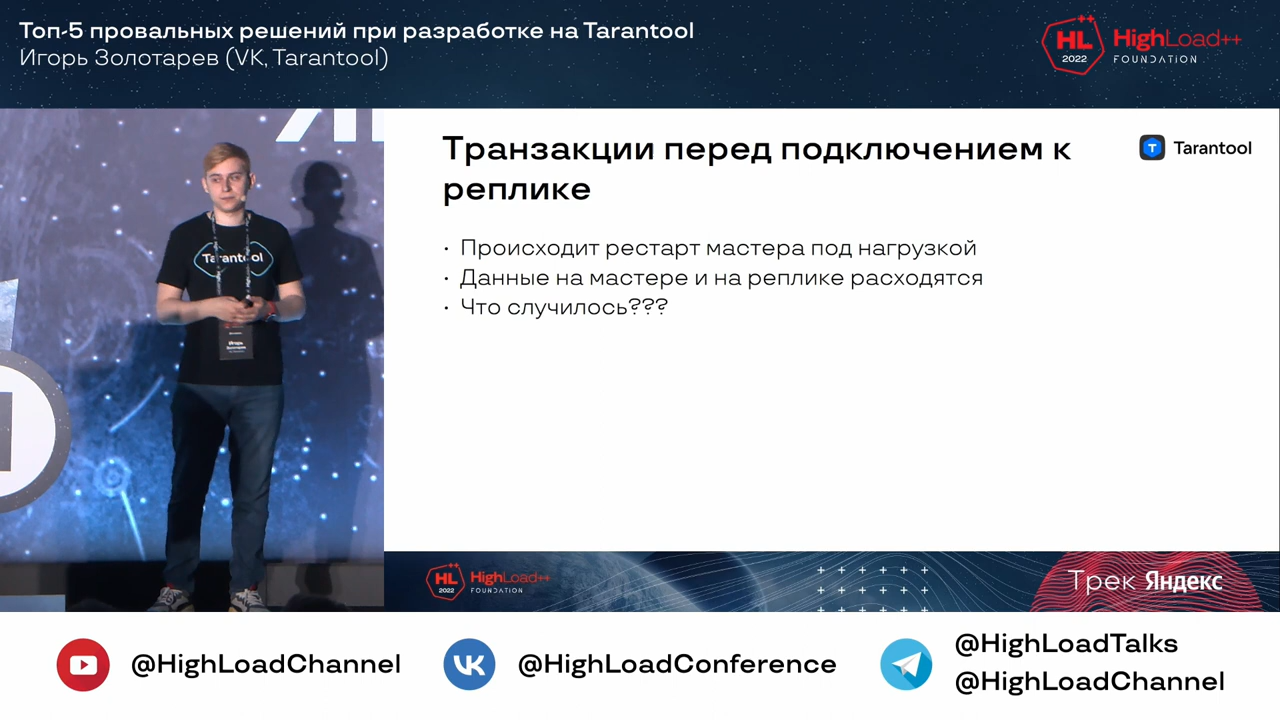 Топ-5 провальных решений при разработке на Tarantool
Игорь Золотарев (VK, Tarantool)
HL
2022
HighLoad++
FOUNDATION
Tarantool
Игорь
Транзакции перед подключением к
реплике
Tarantool
· Происходит рестарт мастера под нагрузкой
· Данные на мастере и на реплике расходятся
· Что случилось???
HL
2022
HighLoad++
FOUNDATION
Трек Яндекс
@HighLoadChannel
@HighLoadConference
@HighLoadTalks
@HighLoadChannel